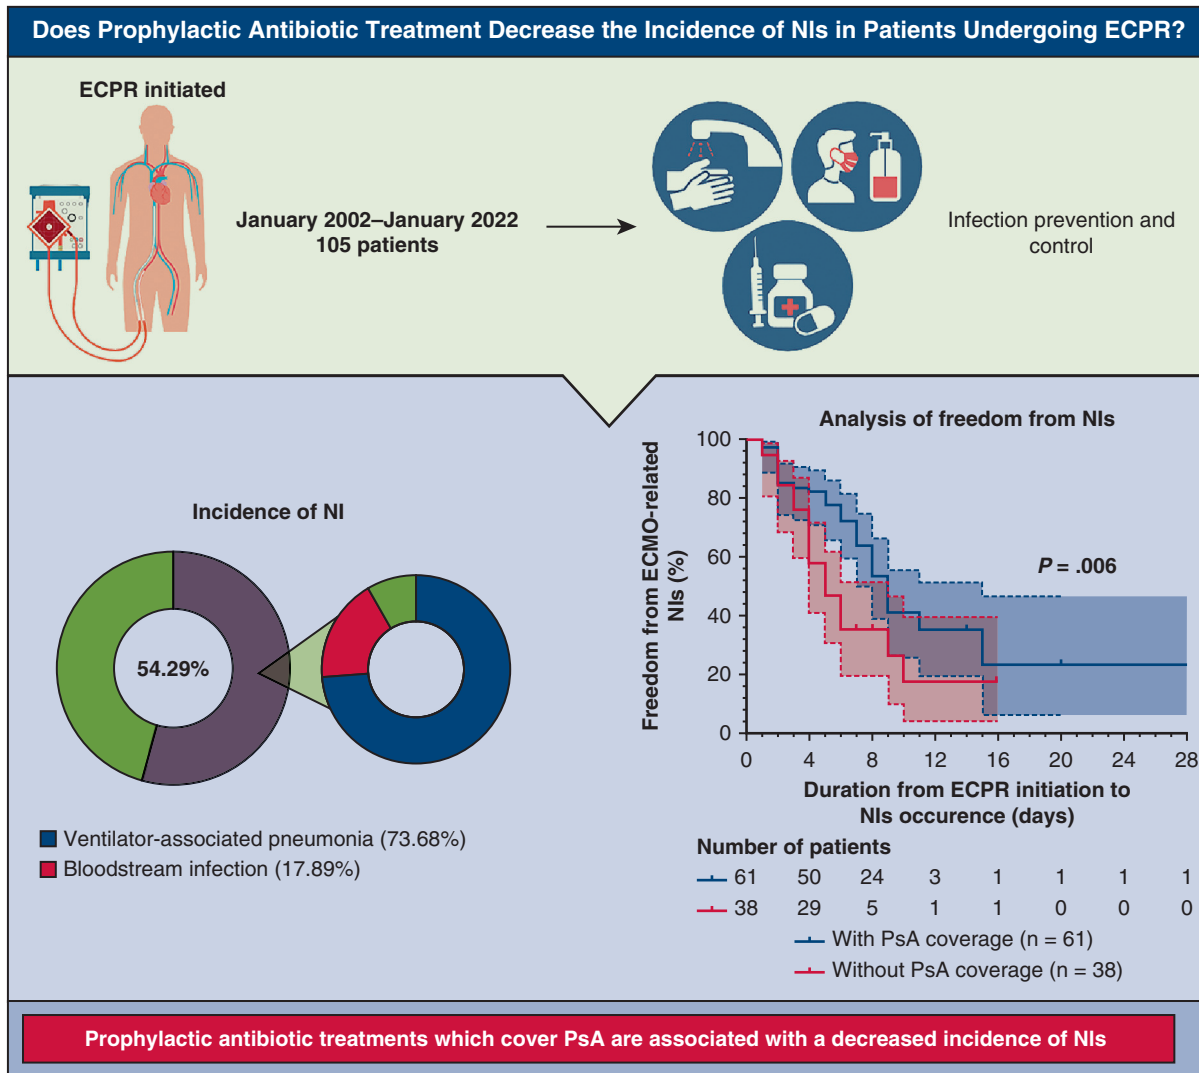 Does Prophylactic Antibiotic Treatment Decrease the Incidence of NIs in Patients Undergoing ECPR?
ECPR initiated
January 2002–January 2022
105 patients
Infection prevention and
control
Incidence of NI
54.29%
Ventilator-associated pneumonia (73.68%)
Bloodstream infection (17.89%)
Analysis of freedom from NIs
Freedom from ECMO-related
NIs (%)
100
80
60
40
20
0
P = .006
0 4 8 12 16 20 24 28
Duration from ECPR initiation to
NIs occurence (days)
Number of patients
61 50 24 3 1 1 1 1
38 29 5 1 1 0 0 0
With PsA coverage (n = 61)
Without PsA coverage (n = 38)
Prophylactic antibiotic treatments which cover PsA are associated with a decreased incidence of NIs